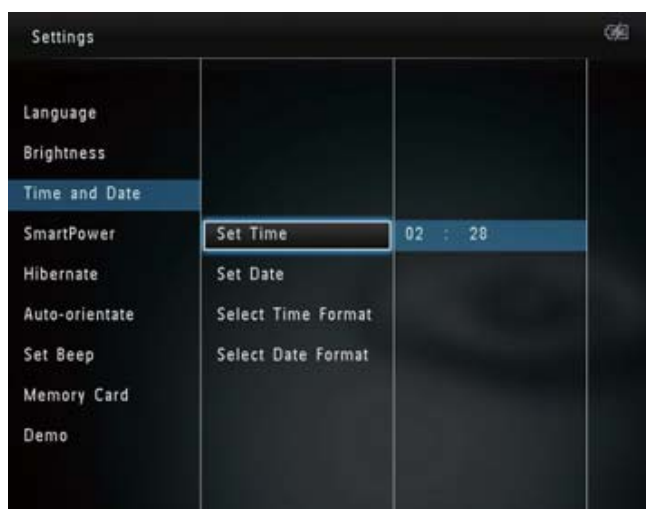 Settings
Language
Brightness
Time and Date
SmartPower
Hibernate
Auto-orientate
Set Beep
Memory Card
Demo
Set Time
Set Date
Select Time Format
Select Date Format
02 : 28